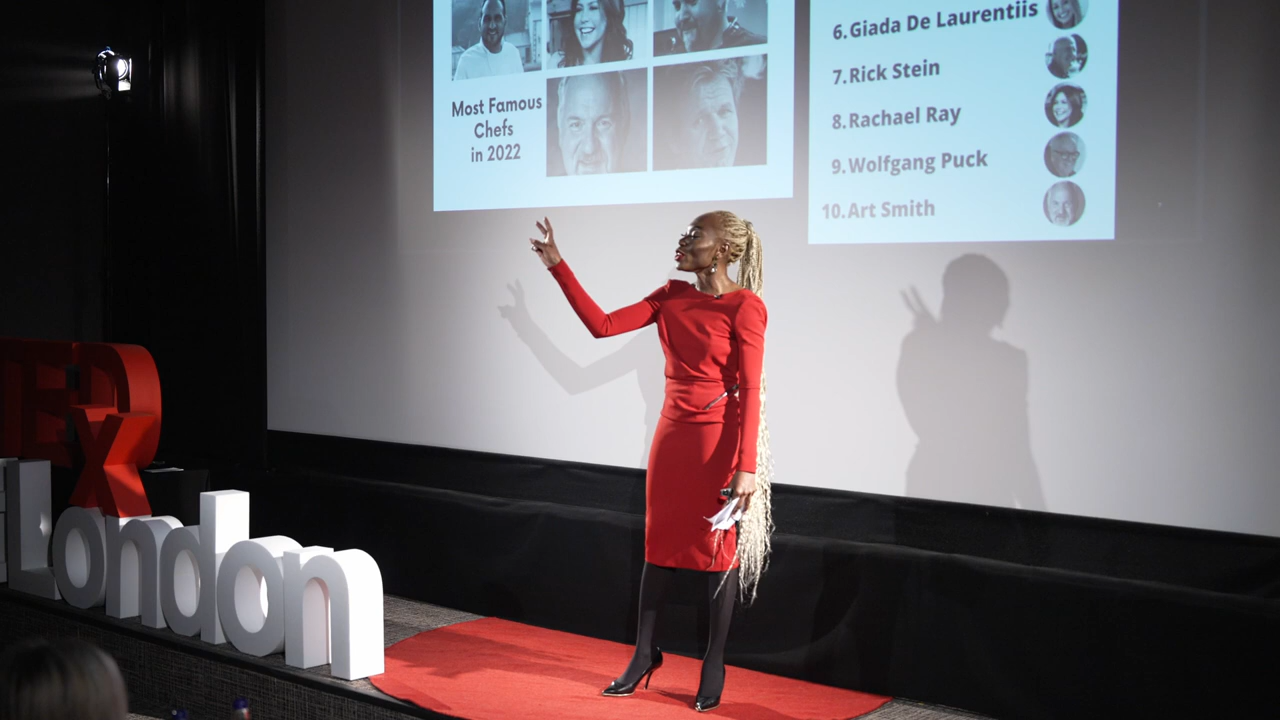 Most Famous
Chefs
in 2022
6. Giada De Laurentiis
7. Rick Stein
8. Rachael Ray
9. Wolfgang Puck
10. Art Smith
TEDx
London